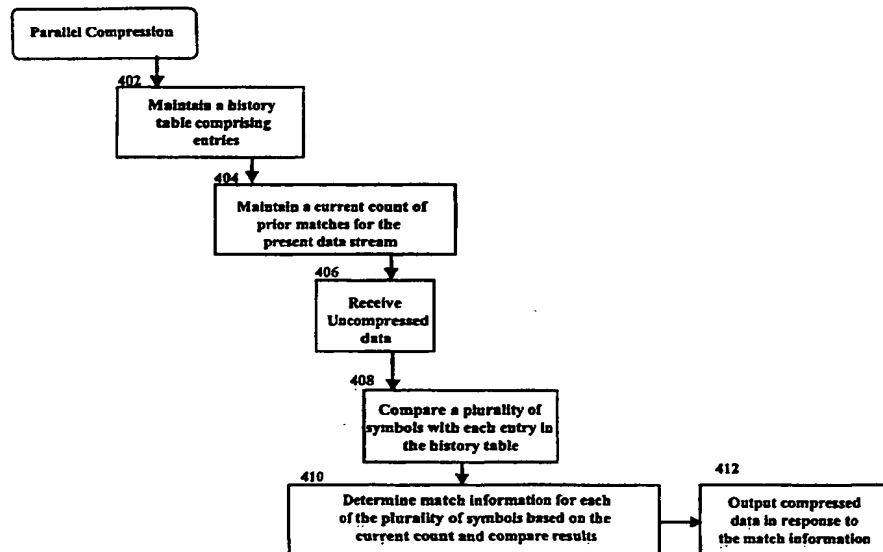 Parallel Compression
402
Maintain a history
table comprising
entries
404
Maintain a current count of
prior matches for the
present data stream
406
Receive
Uncompressed
data
408
Compare a plurality of
symbols with each entry in
the history table
410
Determine match information for each
of the plurality of symbols based on the
current count and compare results
412
Output compressed
data in response to
the match information